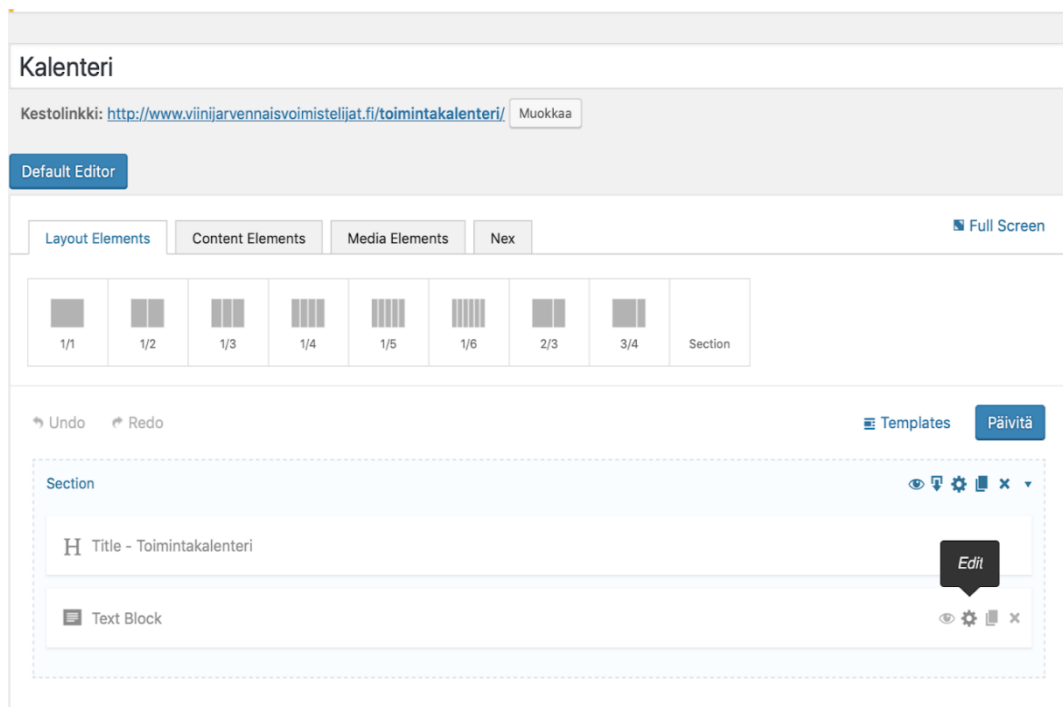 Kalenteri
Kestolinkki: http://www.viinijarvennaisvoimistelijat.fi/toimintakalenteri/ Muokkaa
Default Editor
Layout Elements Content Elements Media Elements Nex Full Screen
1/1 1/2 1/3 1/4 1/5 1/6 2/3 3/4 Section
Undo Redo Templates Päivitä
Section
H Title - Toimintakalenteri
Edit
Text Block